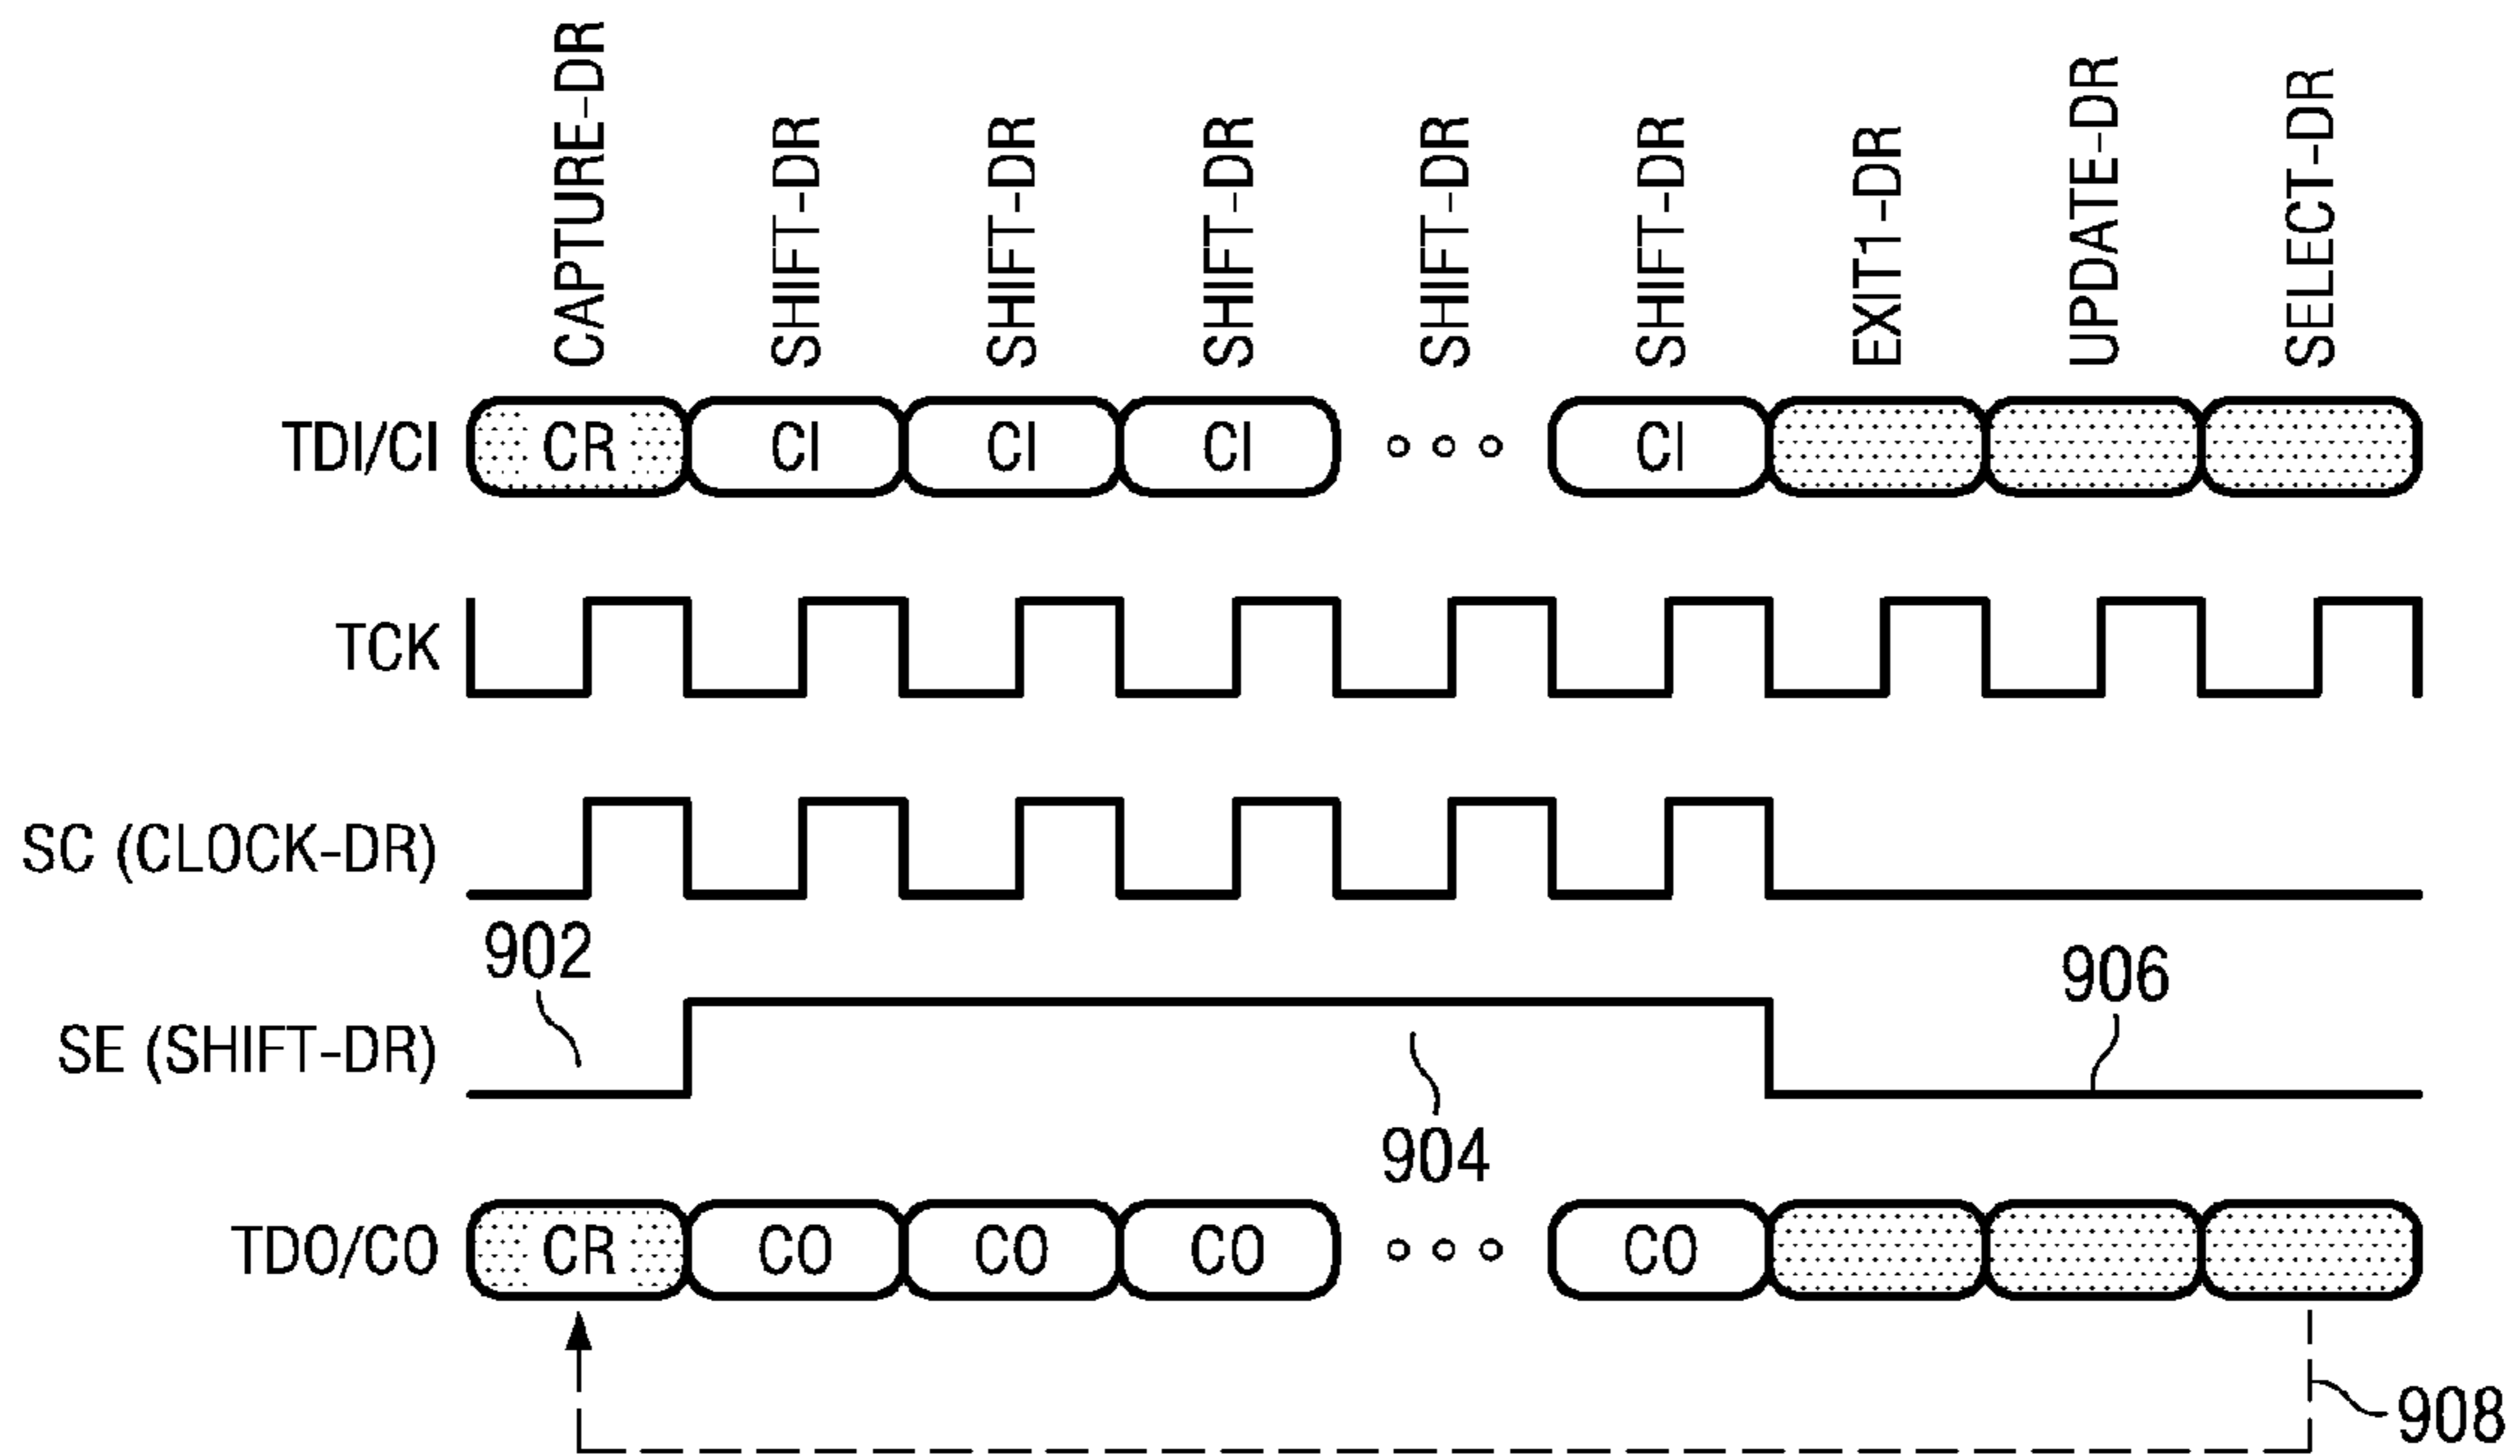 CAPTURE-DR SHIFT-DR SHIFT-DR SHIFT-DR SHIFT-DR SHIFT-DR EXIT1-DR UPDATE-DR SELECT-DR
TDI/CI CR CI CI CI CI
TCK
SC (CLOCK-DR)
902
906
SE (SHIFT-DR)
904
TDO/CO CR CO CO CO CO
908